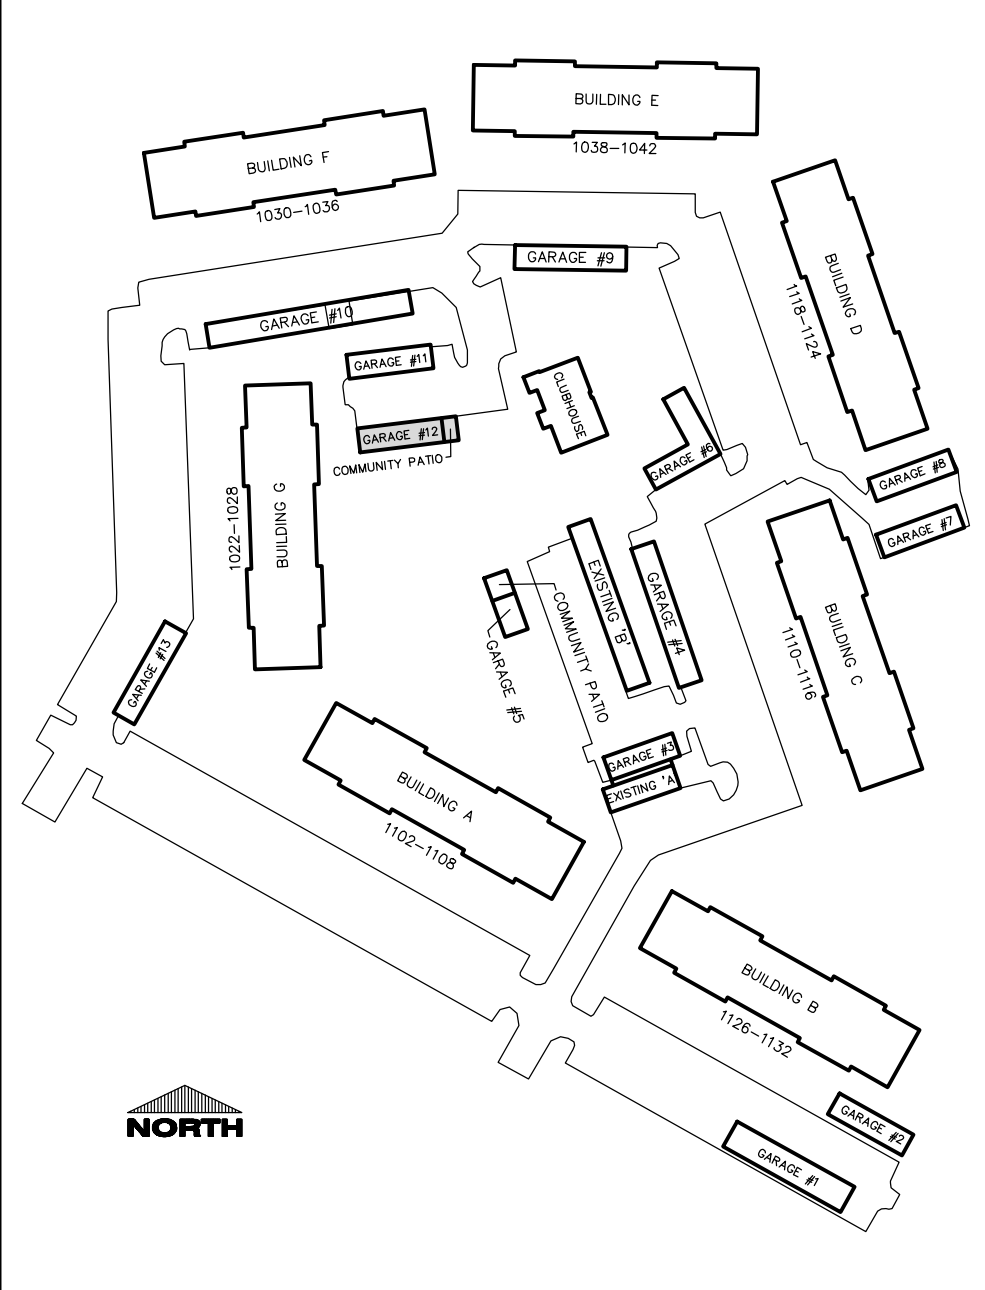 BUILDING E
1038-1042
BUILDING F
1030-1036
GARAGE #9
BUILDING D
1118-1124
GARAGE #10
GARAGE #11
CLUBHOUSE
GARAGE #12
COMMUNITY PATIO
GARAGE #6
GARAGE #8
GARAGE #7
BUILDING G
1022-1028
EXISTING 'B'
GARAGE #4
COMMUNITY PATIO
GARAGE #5
BUILDING C
1110-1116
GARAGE #13
GARAGE #3
EXISTING 'A'
BUILDING A
1102-1108
BUILDING B
1126-1132
GARAGE #2
GARAGE #1
NORTH